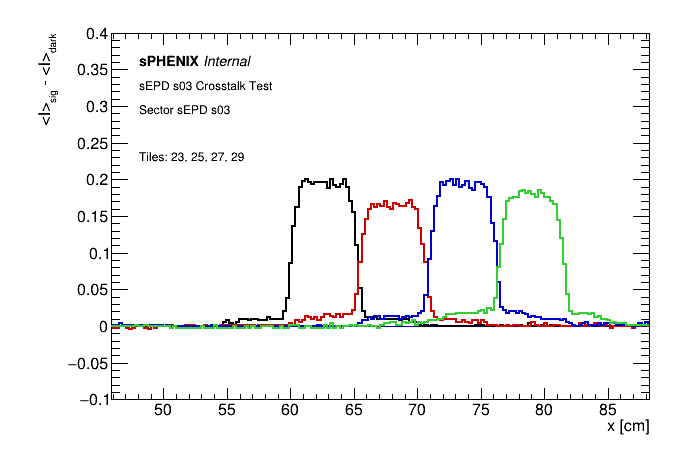 0.4
0.35
0.3
0.25
0.2
0.15
0.1
0.05
0
−0.05
−0.1
<I>sig - <I>dark
sPHENIX Internal
sEPD s03 Crosstalk Test
Sector sEPD s03
Tiles: 23, 25, 27, 29
50 55 60 65 70 75 80 85
x [cm]